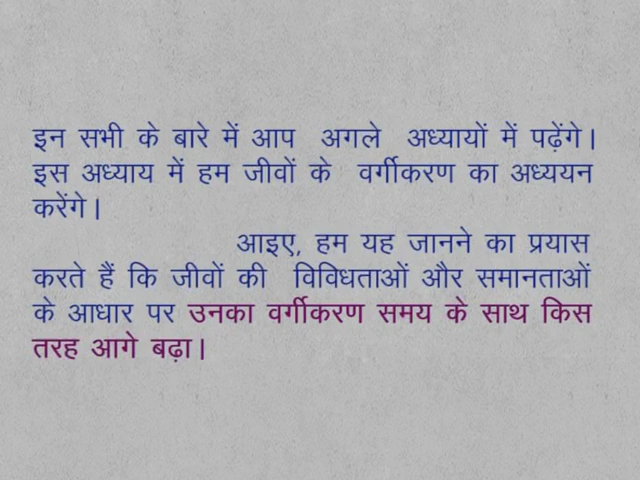 इन सभी के बारे में आप अगले अध्यायों में पढ़ेंगे।
इस अध्याय में हम जीवों के वर्गीकरण का अध्ययन
करेंगे।
आइए, हम यह जानने का प्रयास
करते हैं कि जीवों की विविधताओं और समानताओं
के आधार पर उनका वर्गीकरण समय के साथ किस
तरह आगे बढ़ा।